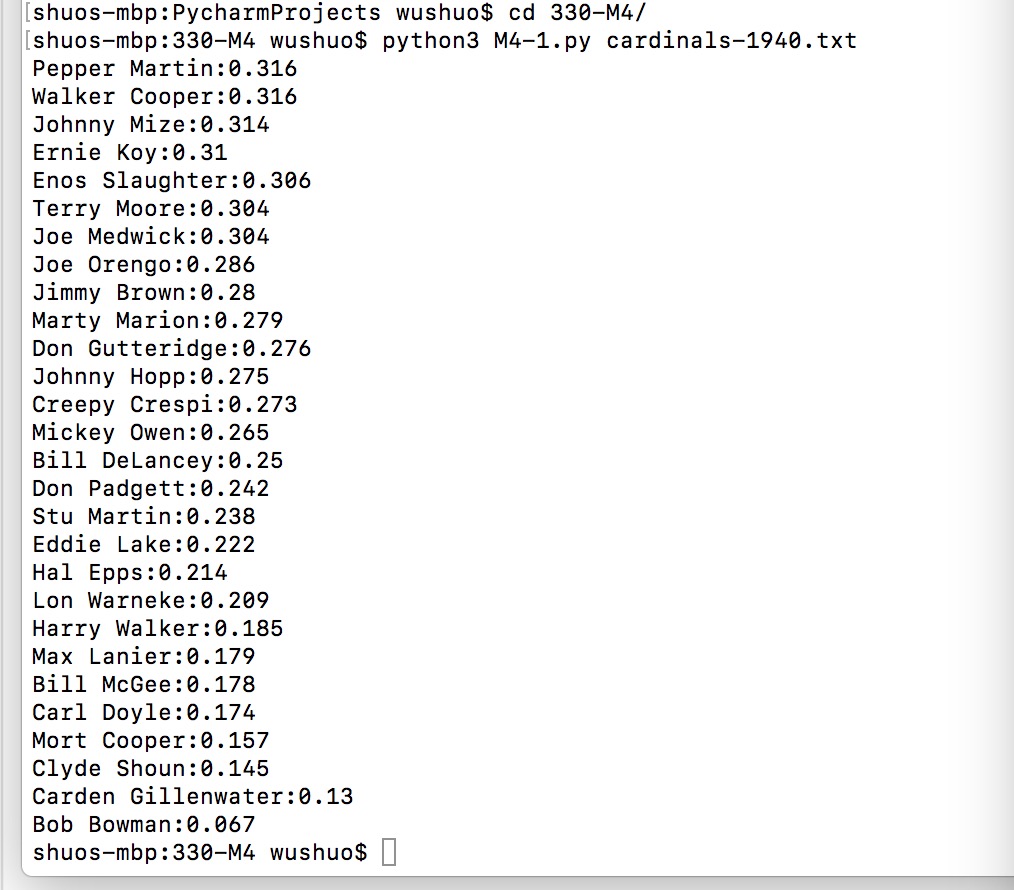 [shuos-mbp:PycharmProjects wushuo$ cd 330-M4/
[shuos-mbp:330-M4 wushuo$ python3 M4-1.py cardinals-1940.txt
Pepper Martin:0.316
Walker Cooper:0.316
Johnny Mize:0.314
Ernie Koy:0.31
Enos Slaughter:0.306
Terry Moore:0.304
Joe Medwick:0.304
Joe Orengo:0.286
Jimmy Brown:0.28
Marty Marion:0.279
Don Gutteridge:0.276
Johnny Hopp:0.275
Creepy Crespi:0.273
Mickey Owen:0.265
Bill DeLancey:0.25
Don Padgett:0.242
Stu Martin:0.238
Eddie Lake:0.222
Hal Epps:0.214
Lon Warneke:0.209
Harry Walker:0.185
Max Lanier:0.179
Bill McGee:0.178
Carl Doyle:0.174
Mort Cooper:0.157
Clyde Shoun:0.145
Carden Gillenwater:0.13
Bob Bowman:0.067
shuos-mbp:330-M4 wushuo$